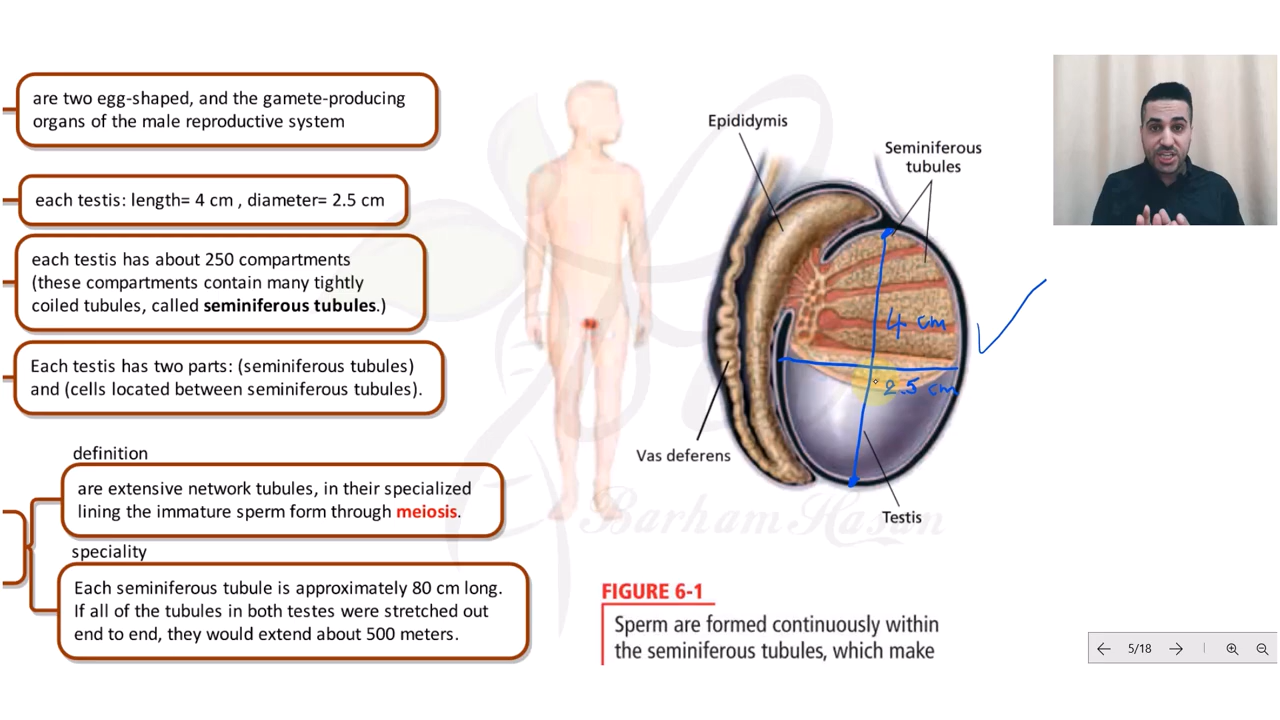 are two egg-shaped, and the gamete-producing
organs of the male reproductive system
each testis: length= 4 cm , diameter= 2.5 cm
each testis has about 250 compartments
(these compartments contain many tightly
coiled tubules, called seminiferous tubules.)
Each testis has two parts: (seminiferous tubules)
and (cells located between seminiferous tubules).
definition
are extensive network tubules, in their specialized
lining the immature sperm form through meiosis.
speciality
Each seminiferous tubule is approximately 80 cm long.
If all of the tubules in both testes were stretched out
end to end, they would extend about 500 meters.
Epididymis
Seminiferous
tubules
4 cm
2.5 cm
Vas deferens
Testis
Barham Hasan
FIGURE 6-1
Sperm are formed continuously within
the seminiferous tubules, which make
5/18